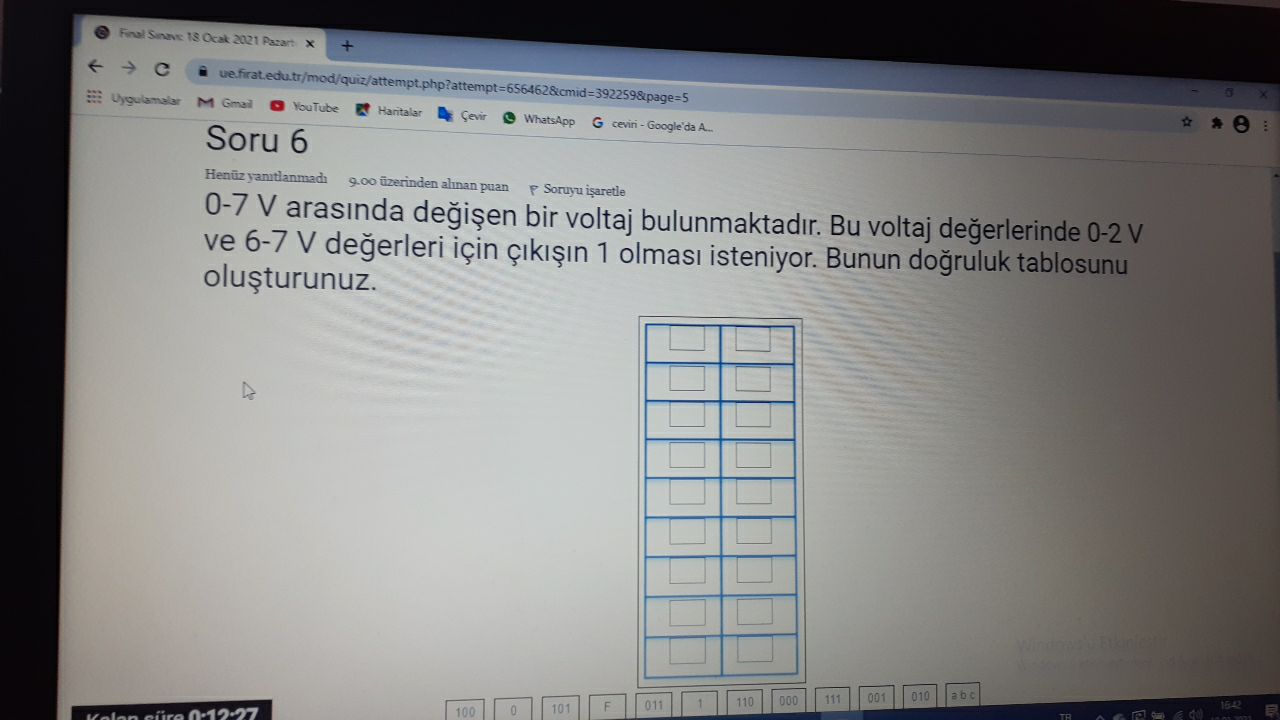 Final Sınavı: 18 Ocak 2021 Pazart
ue.firat.edu.tr/mod/quiz/attempt.php?attempt=656462&cmid=392259&page=5
Uygulamalar Gmail YouTube Haritalar Çevir WhatsApp ceviri - Google'da A...
Soru 6
Henüz yanıtlanmadı 9.00 üzerinden alınan puan Soruyu işaretle
0-7 V arasında değişen bir voltaj bulunmaktadır. Bu voltaj değerlerinde 0-2 V
ve 6-7 V değerleri için çıkışın 1 olması isteniyor. Bunun doğruluk tablosunu
oluşturunuz.
Windows'u Etkinleştir
100 0 101 F 011 1 110 000 111 001 010 a b c
Kalan süre 0:12:27
TR
16:42